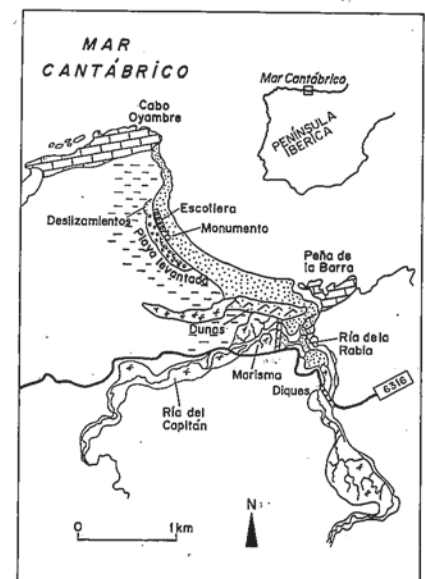 MAR
CANTÁBRICO
Mar Cantábrico
PENÍNSULA
IBERICA
Cabo
Oyambre
Deslizamientos
Escollera
Monumento
Playa levantada
Peña de
la Barra
Dunas
Ría de la
Rabia
Marisma
Diques
6316
Ría del
Capitán
N
0
1 km